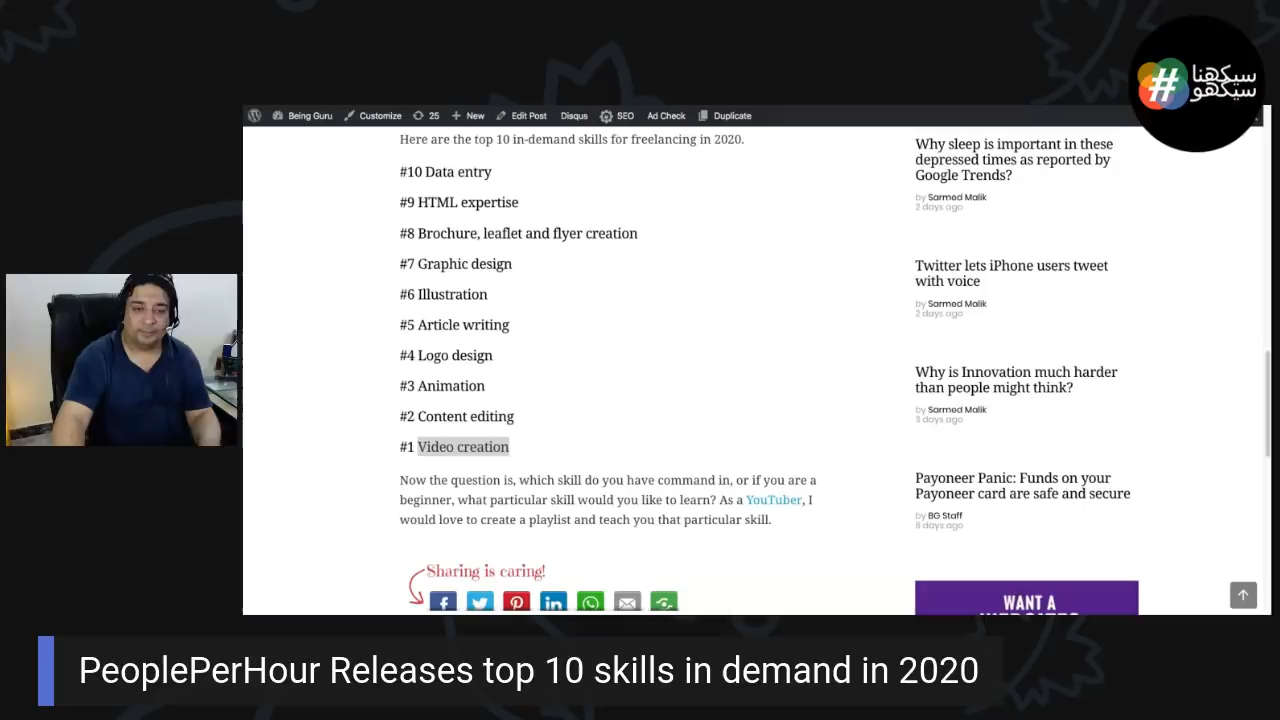 سیکھنا
سیکھو
Being Guru Customize 25 New Edit Post Disqus SEO Ad Check Duplicate
Here are the top 10 in-demand skills for freelancing in 2020.
#10 Data entry
#9 HTML expertise
#8 Brochure, leaflet and flyer creation
#7 Graphic design
#6 Illustration
#5 Article writing
#4 Logo design
#3 Animation
#2 Content editing
#1 Video creation
Now the question is, which skill do you have command in, or if you are a
beginner, what particular skill would you like to learn? As a YouTuber, I
would love to create a playlist and teach you that particular skill.
Sharing is caring!
Why sleep is important in these
depressed times as reported by
Google Trends?
by Sarmed Malik
2 days ago
Twitter lets iPhone users tweet
with voice
by Sarmed Malik
2 days ago
Why is Innovation much harder
than people might think?
by Sarmed Malik
3 days ago
Payoneer Panic: Funds on your
Payoneer card are safe and secure
by BG Staff
6 days ago
WANT A
PeoplePerHour Releases top 10 skills in demand in 2020